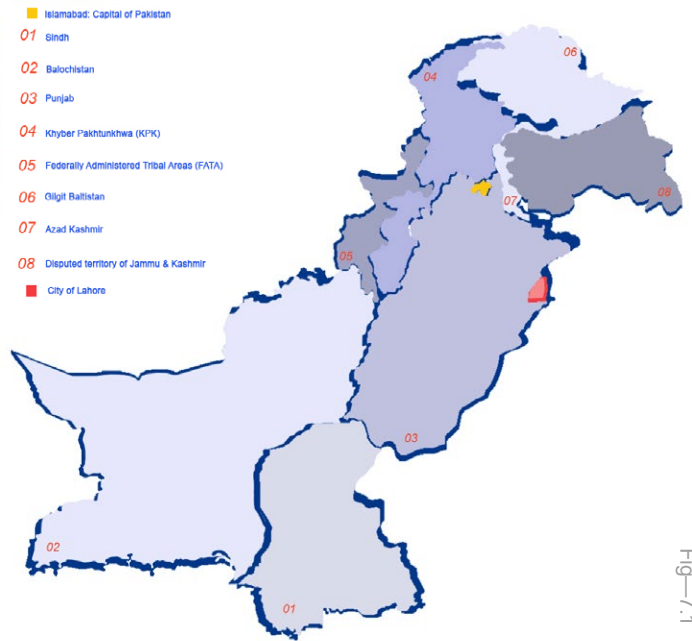 Islamabad: Capital of Pakistan
01 Sindh
02 Balochistan
03 Punjab
04 Khyber Pakhtunkhwa (KPK)
05 Federally Administered Tribal Areas (FATA)
06 Gilgit Baltistan
07 Azad Kashmir
08 Disputed territory of Jammu & Kashmir
City of Lahore
06
04
08
07
05
03
02
01
Fig—7.1